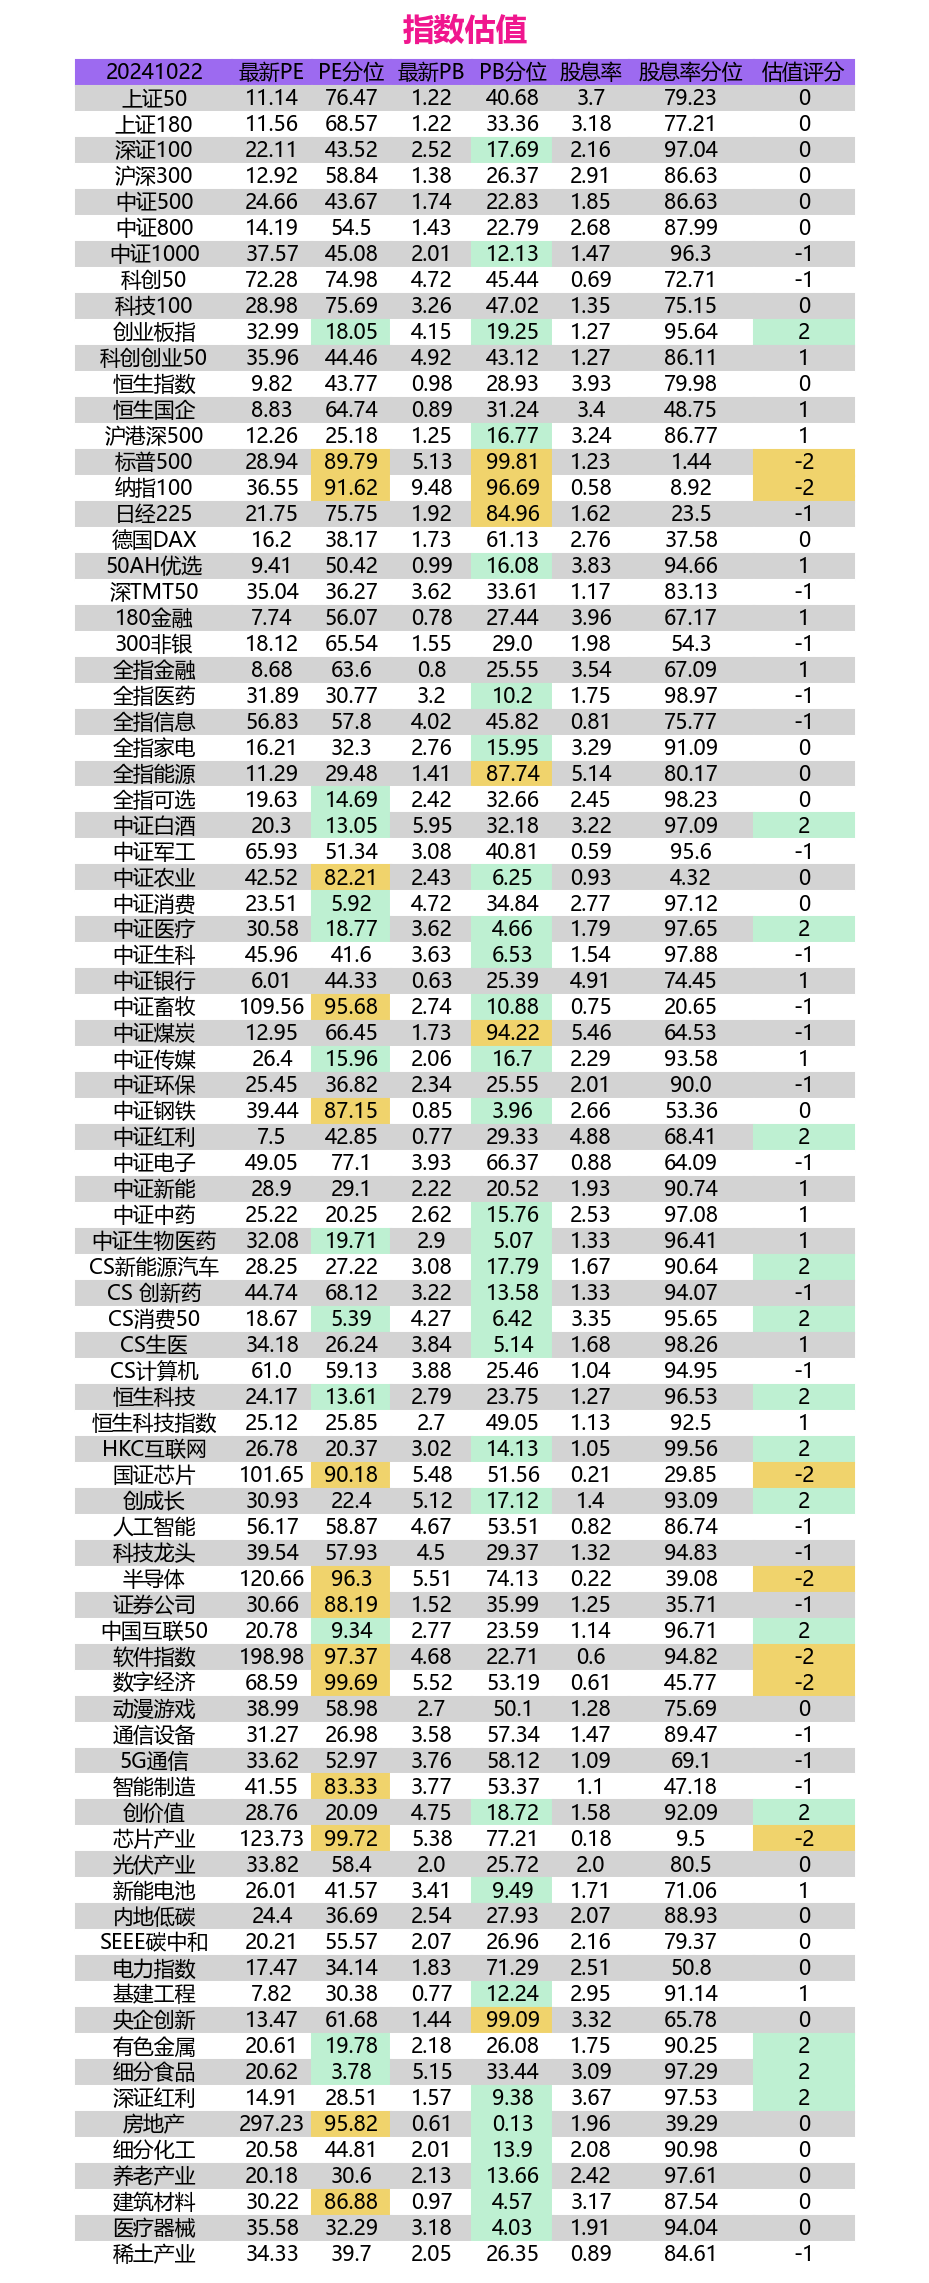 指数估值
20241022 最新PE PE分位 最新PB PB分位 股息率 股息率分位 估值评分
上证50 11.14 76.47 1.22 40.68 3.7 79.23 0
上证180 11.56 68.57 1.22 33.36 3.18 77.21 0
深证100 22.11 43.52 2.52 17.69 2.16 97.04 0
沪深300 12.92 58.84 1.38 26.37 2.91 86.63 0
中证500 24.66 43.67 1.74 22.83 1.85 86.63 0
中证800 14.19 54.5 1.43 22.79 2.68 87.99 0
中证1000 37.57 45.08 2.01 12.13 1.47 96.3 -1
科创50 72.28 74.98 4.72 45.44 0.69 72.71 -1
科技100 28.98 75.69 3.26 47.02 1.35 75.15 0
创业板指 32.99 18.05 4.15 19.25 1.27 95.64 2
科创创业50 35.96 44.46 4.92 43.12 1.27 86.11 1
恒生指数 9.82 43.77 0.98 28.93 3.93 79.98 0
恒生国企 8.83 64.74 0.89 31.24 3.4 48.75 1
沪港深500 12.26 25.18 1.25 16.77 3.24 86.77 1
标普500 28.94 89.79 5.13 99.81 1.23 1.44 -2
纳指100 36.55 91.62 9.48 96.69 0.58 8.92 -2
日经225 21.75 75.75 1.92 84.96 1.62 23.5 -1
德国DAX 16.2 38.17 1.73 61.13 2.76 37.58 0
50AH优选 9.41 50.42 0.99 16.08 3.83 94.66 1
深TMT50 35.04 36.27 3.62 33.61 1.17 83.13 -1
180金融 7.74 56.07 0.78 27.44 3.96 67.17 1
300非银 18.12 65.54 1.55 29.0 1.98 54.3 -1
全指金融 8.68 63.6 0.8 25.55 3.54 67.09 1
全指医药 31.89 30.77 3.2 10.2 1.75 98.97 -1
全指信息 56.83 57.8 4.02 45.82 0.81 75.77 -1
全指家电 16.21 32.3 2.76 15.95 3.29 91.09 0
全指能源 11.29 29.48 1.41 87.74 5.14 80.17 0
全指可选 19.63 14.69 2.42 32.66 2.45 98.23 0
中证白酒 20.3 13.05 5.95 32.18 3.22 97.09 2
中证军工 65.93 51.34 3.08 40.81 0.59 95.6 -1
中证农业 42.52 82.21 2.43 6.25 0.93 4.32 0
中证消费 23.51 5.92 4.72 34.84 2.77 97.12 0
中证医疗 30.58 18.77 3.62 4.66 1.79 97.65 2
中证生科 45.96 41.6 3.63 6.53 1.54 97.88 -1
中证银行 6.01 44.33 0.63 25.39 4.91 74.45 1
中证畜牧 109.56 95.68 2.74 10.88 0.75 20.65 -1
中证煤炭 12.95 66.45 1.73 94.22 5.46 64.53 -1
中证传媒 26.4 15.96 2.06 16.7 2.29 93.58 1
中证环保 25.45 36.82 2.34 25.55 2.01 90.0 -1
中证钢铁 39.44 87.15 0.85 3.96 2.66 53.36 0
中证红利 7.5 42.85 0.77 29.33 4.88 68.41 2
中证电子 49.05 77.1 3.93 66.37 0.88 64.09 -1
中证新能 28.9 29.1 2.22 20.52 1.93 90.74 1
中证中药 25.22 20.25 2.62 15.76 2.53 97.08 1
中证生物医药 32.08 19.71 2.9 5.07 1.33 96.41 1
CS新能源汽车 28.25 27.22 3.08 17.79 1.67 90.64 2
CS 创新药 44.74 68.12 3.22 13.58 1.33 94.07 -1
CS消费50 18.67 5.39 4.27 6.42 3.35 95.65 2
CS生医 34.18 26.24 3.84 5.14 1.68 98.26 1
CS计算机 61.0 59.13 3.88 25.46 1.04 94.95 -1
恒生科技 24.17 13.61 2.79 23.75 1.27 96.53 2
恒生科技指数 25.12 25.85 2.7 49.05 1.13 92.5 1
HKC互联网 26.78 20.37 3.02 14.13 1.05 99.56 2
国证芯片 101.65 90.18 5.48 51.56 0.21 29.85 -2
创成长 30.93 22.4 5.12 17.12 1.4 93.09 2
人工智能 56.17 58.87 4.67 53.51 0.82 86.74 -1
科技龙头 39.54 57.93 4.5 29.37 1.32 94.83 -1
半导体 120.66 96.3 5.51 74.13 0.22 39.08 -2
证券公司 30.66 88.19 1.52 35.99 1.25 35.71 -1
中国互联50 20.78 9.34 2.77 23.59 1.14 96.71 2
软件指数 198.98 97.37 4.68 22.71 0.6 94.82 -2
数字经济 68.59 99.69 5.52 53.19 0.61 45.77 -2
动漫游戏 38.99 58.98 2.7 50.1 1.28 75.69 0
通信设备 31.27 26.98 3.58 57.34 1.47 89.47 -1
5G通信 33.62 52.97 3.76 58.12 1.09 69.1 -1
智能制造 41.55 83.33 3.77 53.37 1.1 47.18 -1
创价值 28.76 20.09 4.75 18.72 1.58 92.09 2
芯片产业 123.73 99.72 5.38 77.21 0.18 9.5 -2
光伏产业 33.82 58.4 2.0 25.72 2.0 80.5 0
新能电池 26.01 41.57 3.41 9.49 1.71 71.06 1
内地低碳 24.4 36.69 2.54 27.93 2.07 88.93 0
SEEE碳中和 20.21 55.57 2.07 26.96 2.16 79.37 0
电力指数 17.47 34.14 1.83 71.29 2.51 50.8 0
基建工程 7.82 30.38 0.77 12.24 2.95 91.14 1
央企创新 13.47 61.68 1.44 99.09 3.32 65.78 0
有色金属 20.61 19.78 2.18 26.08 1.75 90.25 2
细分食品 20.62 3.78 5.15 33.44 3.09 97.29 2
深证红利 14.91 28.51 1.57 9.38 3.67 97.53 2
房地产 297.23 95.82 0.61 0.13 1.96 39.29 0
细分化工 20.58 44.81 2.01 13.9 2.08 90.98 0
养老产业 20.18 30.6 2.13 13.66 2.42 97.61 0
建筑材料 30.22 86.88 0.97 4.57 3.17 87.54 0
医疗器械 35.58 32.29 3.18 4.03 1.91 94.04 0
稀土产业 34.33 39.7 2.05 26.35 0.89 84.61 -1